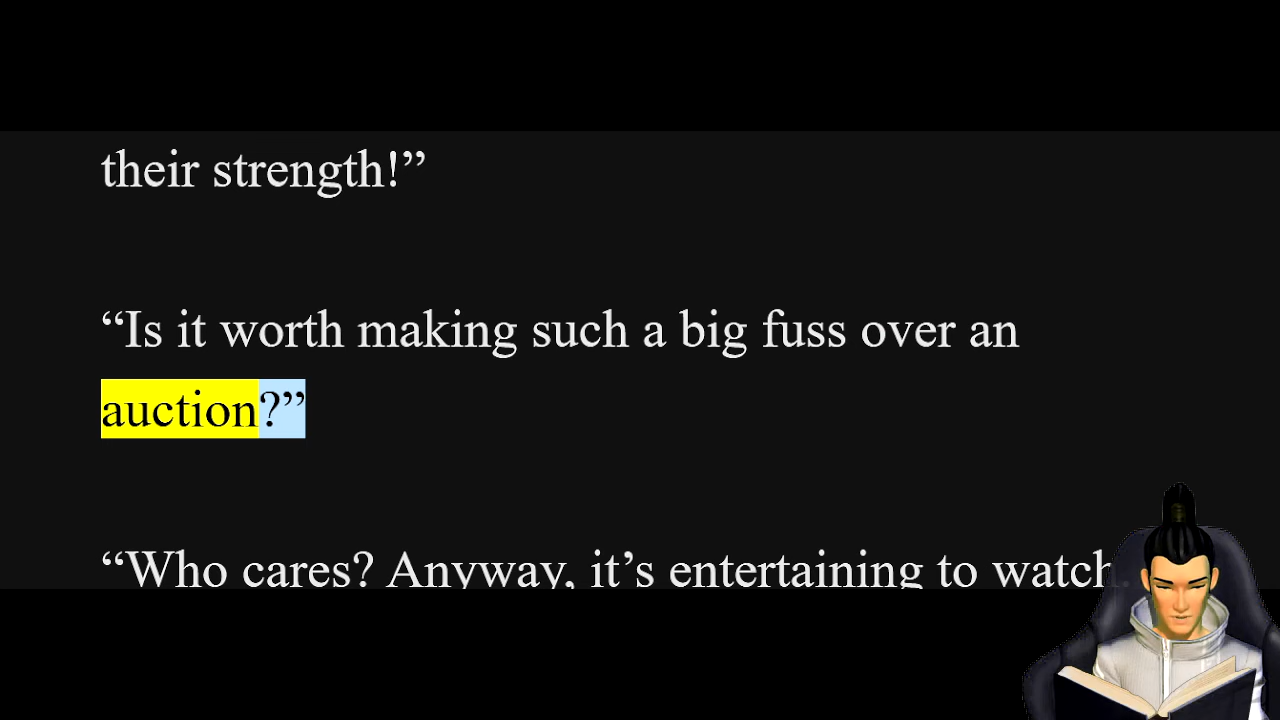 their strength!”
“Is it worth making such a big fuss over an
auction?”
“Who cares? Anyway, it’s entertaining to watch.